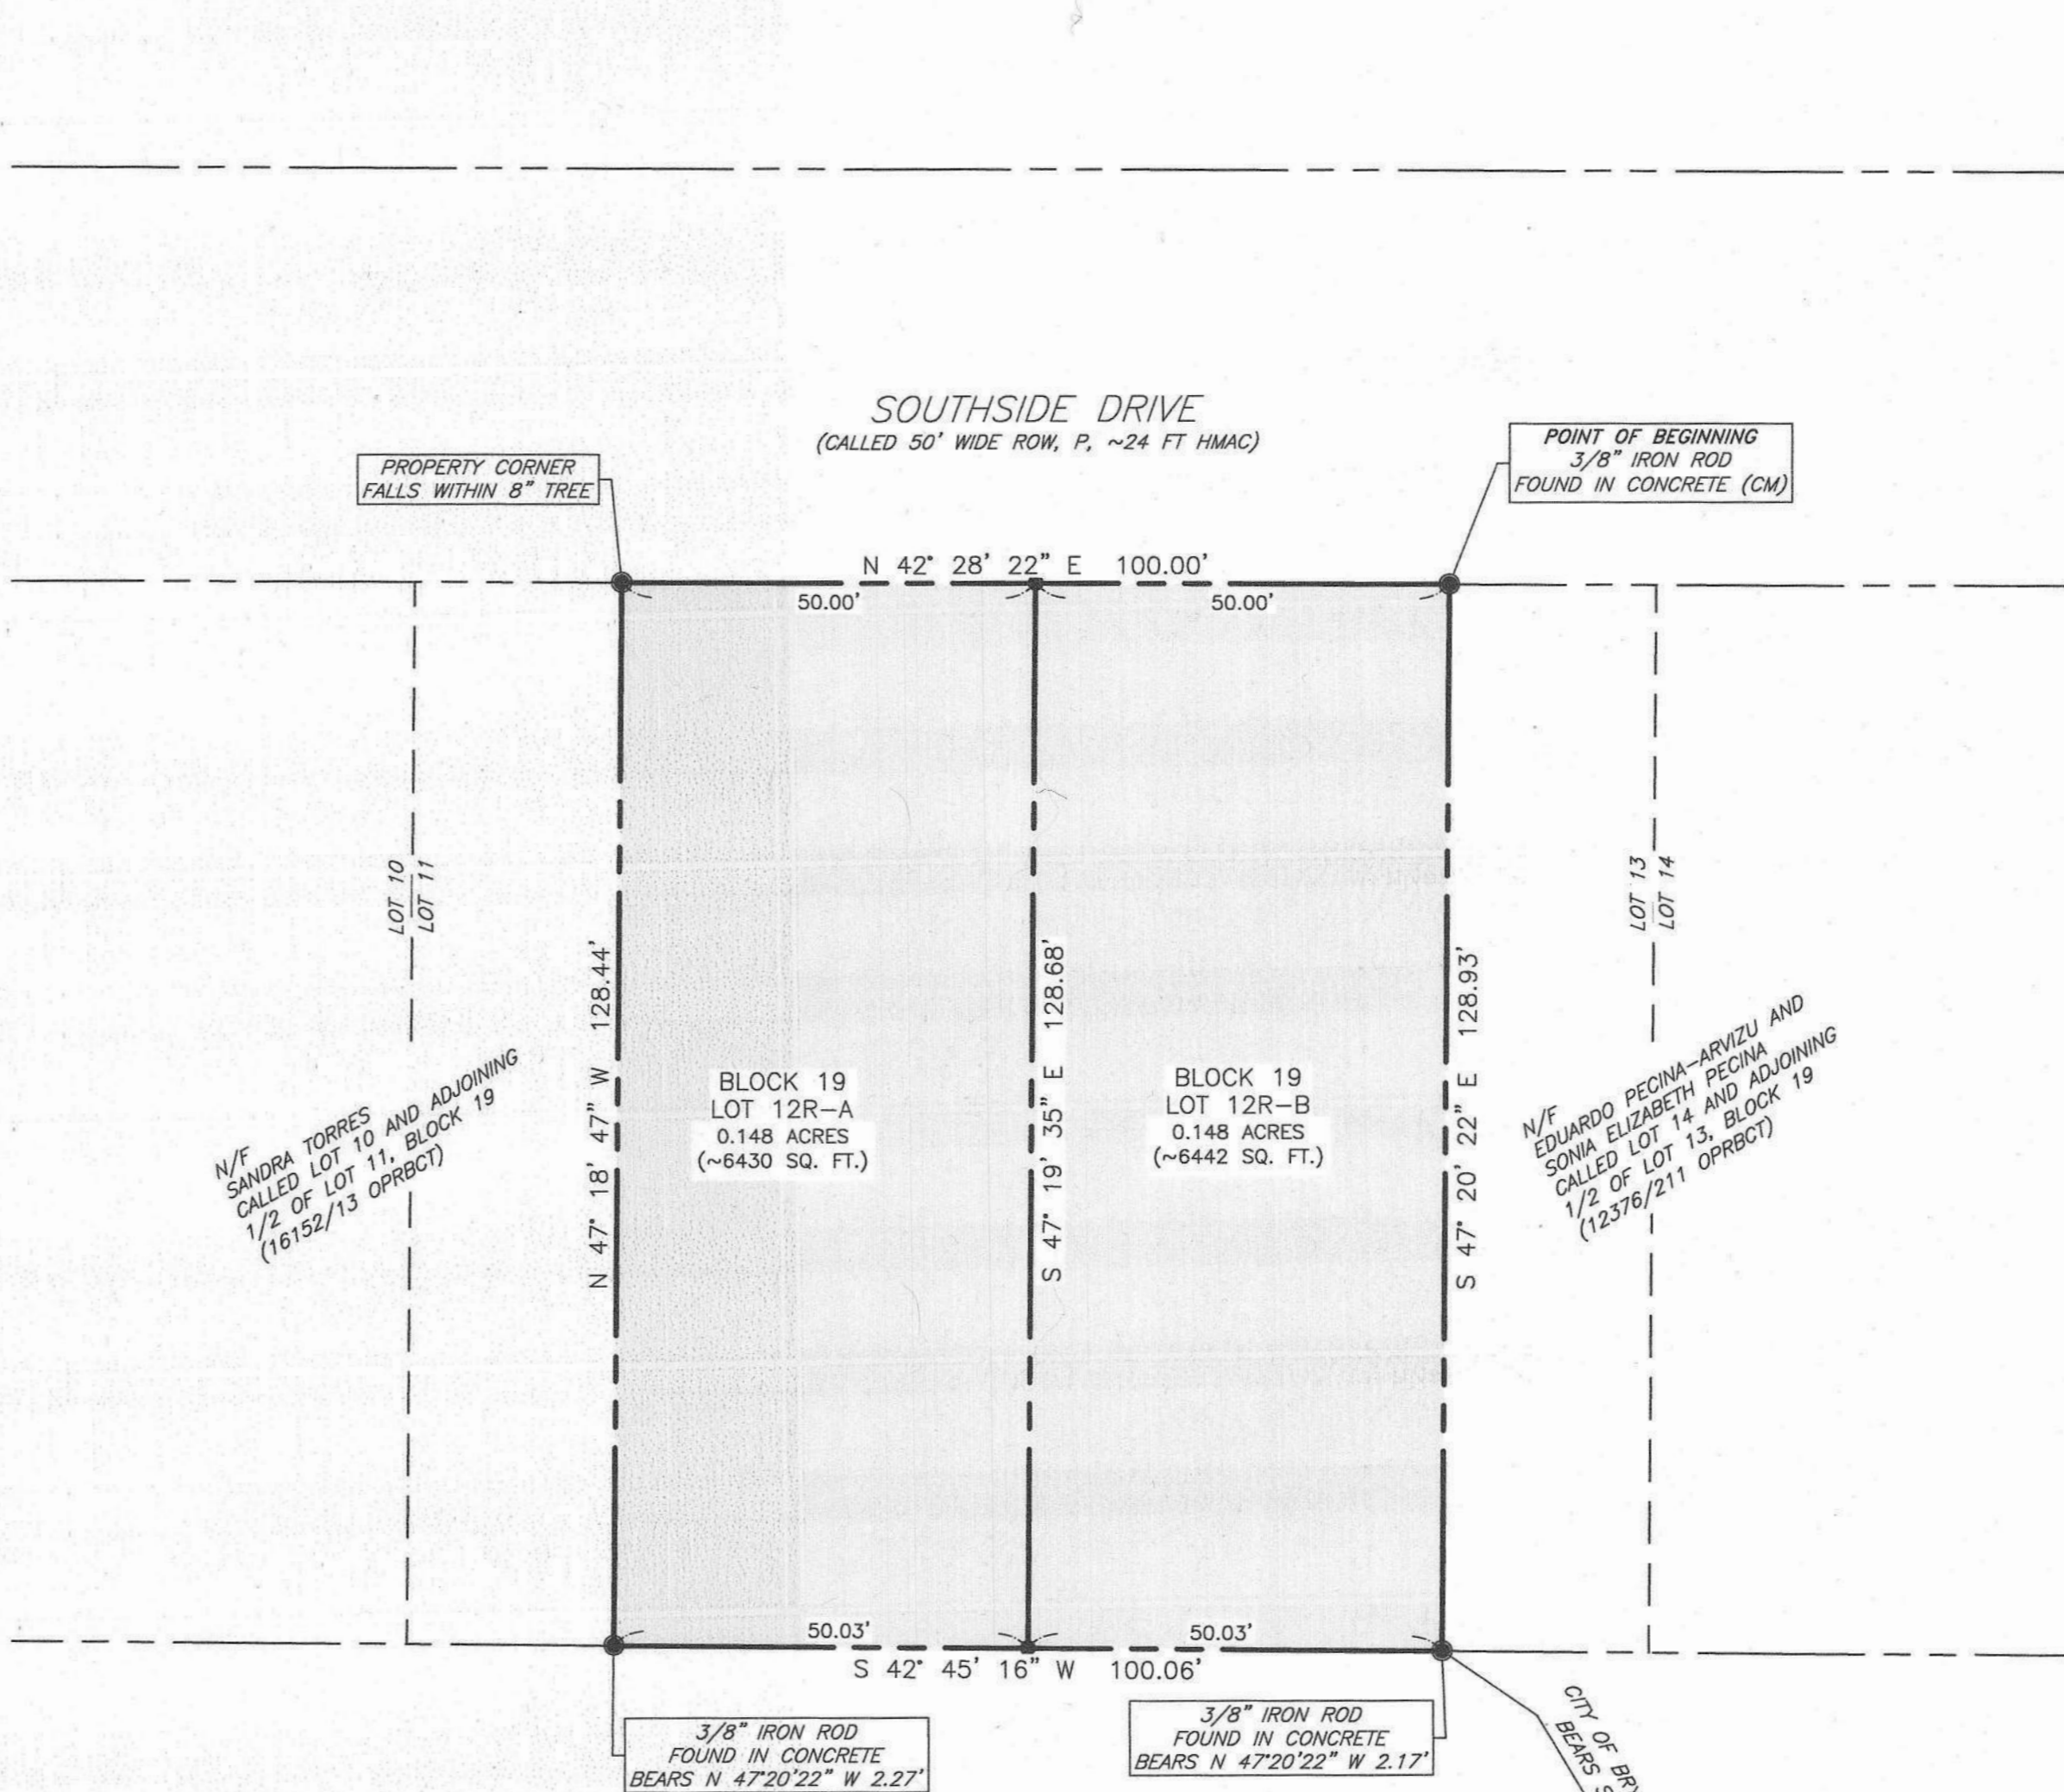 SOUTHSIDE DRIVE
(CALLED 50' WIDE ROW, P, ~24 FT HMAC)
PROPERTY CORNER
FALLS WITHIN 8" TREE
POINT OF BEGINNING
3/8" IRON ROD
FOUND IN CONCRETE (CM)
N 42° 28' 22" E 100.00'
50.00'
50.00'
LOT 10
LOT 11
N 47° 18' 47" W 128.44'
S 47° 19' 35" E 128.68'
S 47° 20' 22" E 128.93'
LOT 13
LOT 14
N/F
SANDRA TORRES
CALLED LOT 10 AND ADJOINING
1/2 OF LOT 11, BLOCK 19
(16152/13 OPRBCT)
BLOCK 19
LOT 12R-A
0.148 ACRES
(~6430 SQ. FT.)
BLOCK 19
LOT 12R-B
0.148 ACRES
(~6442 SQ. FT.)
N/F
EDUARDO PECINA-ARVIZU AND
SONIA ELIZABETH PECINA
CALLED LOT 14 AND ADJOINING
1/2 OF LOT 13, BLOCK 19
(12376/211 OPRBCT)
50.03'
50.03'
S 42° 45' 16" W 100.06'
3/8" IRON ROD
FOUND IN CONCRETE
BEARS N 47°20'22" W 2.27'
3/8" IRON ROD
FOUND IN CONCRETE
BEARS N 47°20'22" W 2.17'
CITY OF BRY
BEARS S